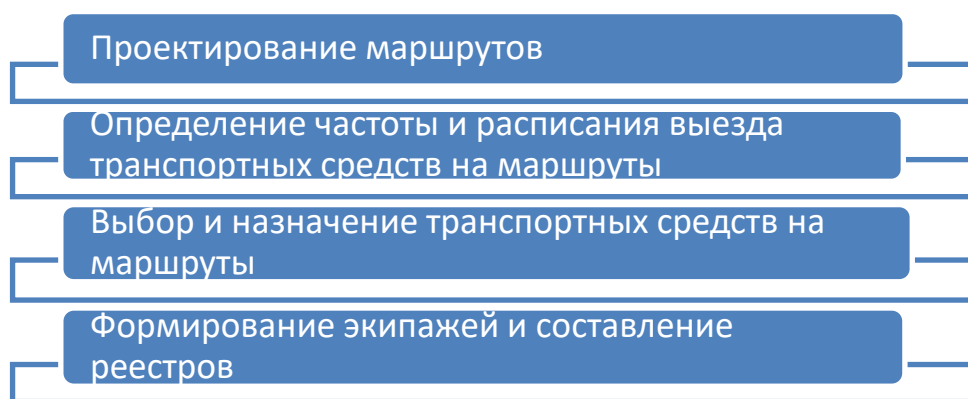 Проектирование маршрутов
Определение частоты и расписания выезда
транспортных средств на маршруты
Выбор и назначение транспортных средств на
маршруты
Формирование экипажей и составление
реестров